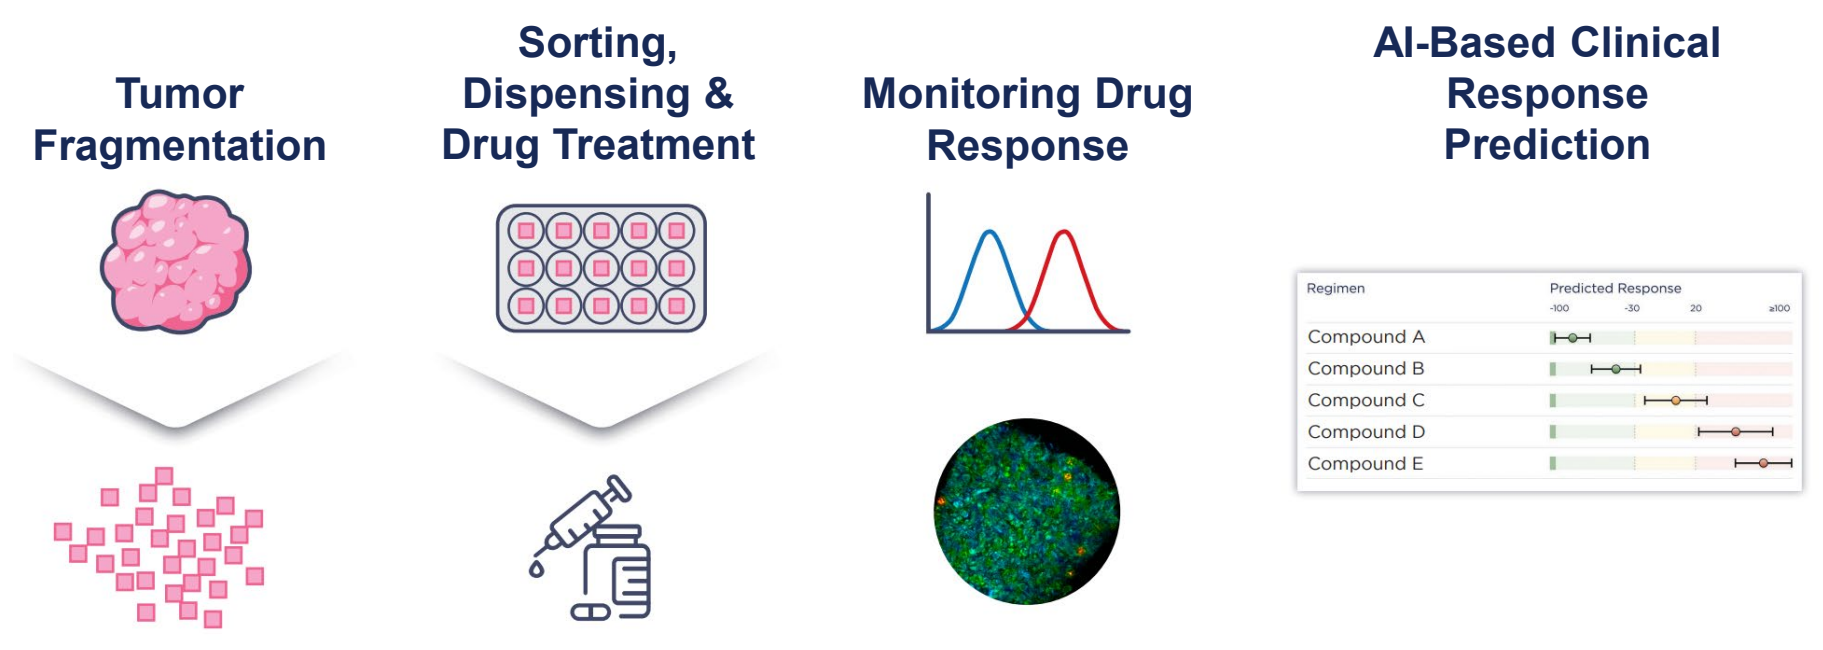 Tumor
Fragmentation
Sorting,
Dispensing &
Drug Treatment
Monitoring Drug
Response
AI-Based Clinical
Response
Prediction
Regimen Predicted Response
-100 -30 20 ≥100
Compound A
Compound B
Compound C
Compound D
Compound E